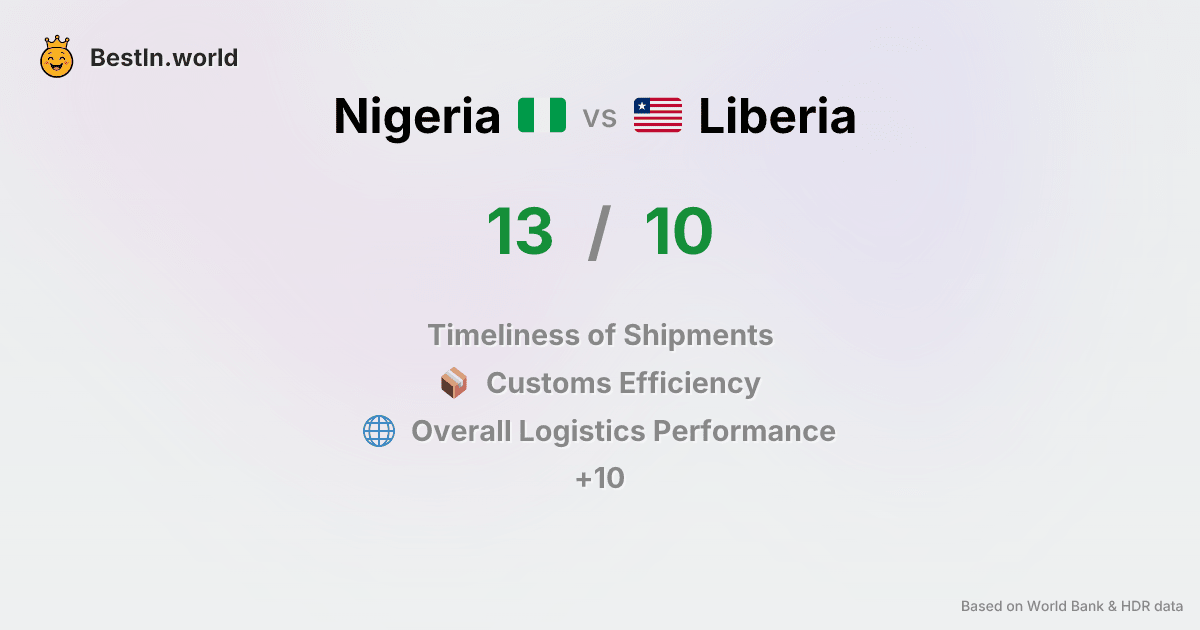 BestIn.world
Nigeria vs Liberia
13 / 10
Timeliness of Shipments
Customs Efficiency
Overall Logistics Performance
+10
Based on World Bank & HDR data